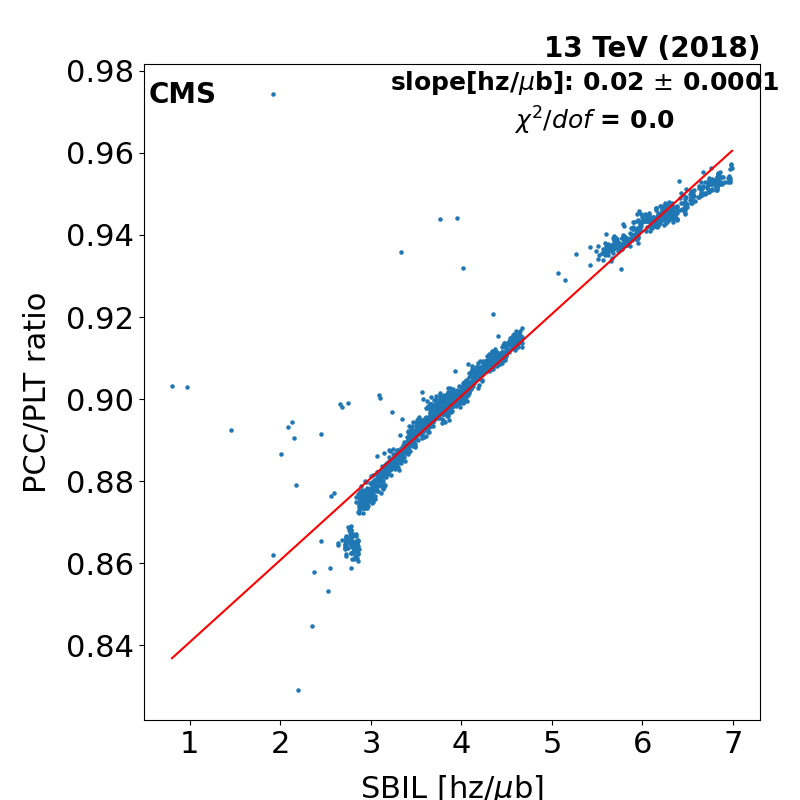 13 TeV (2018)
CMS
slope[hz/μb]: 0.02 ± 0.0001
χ²/dof = 0.0
PCC/PLT ratio
0.98
0.96
0.94
0.92
0.90
0.88
0.86
0.84
1 2 3 4 5 6 7
SBIL [hz/μb]